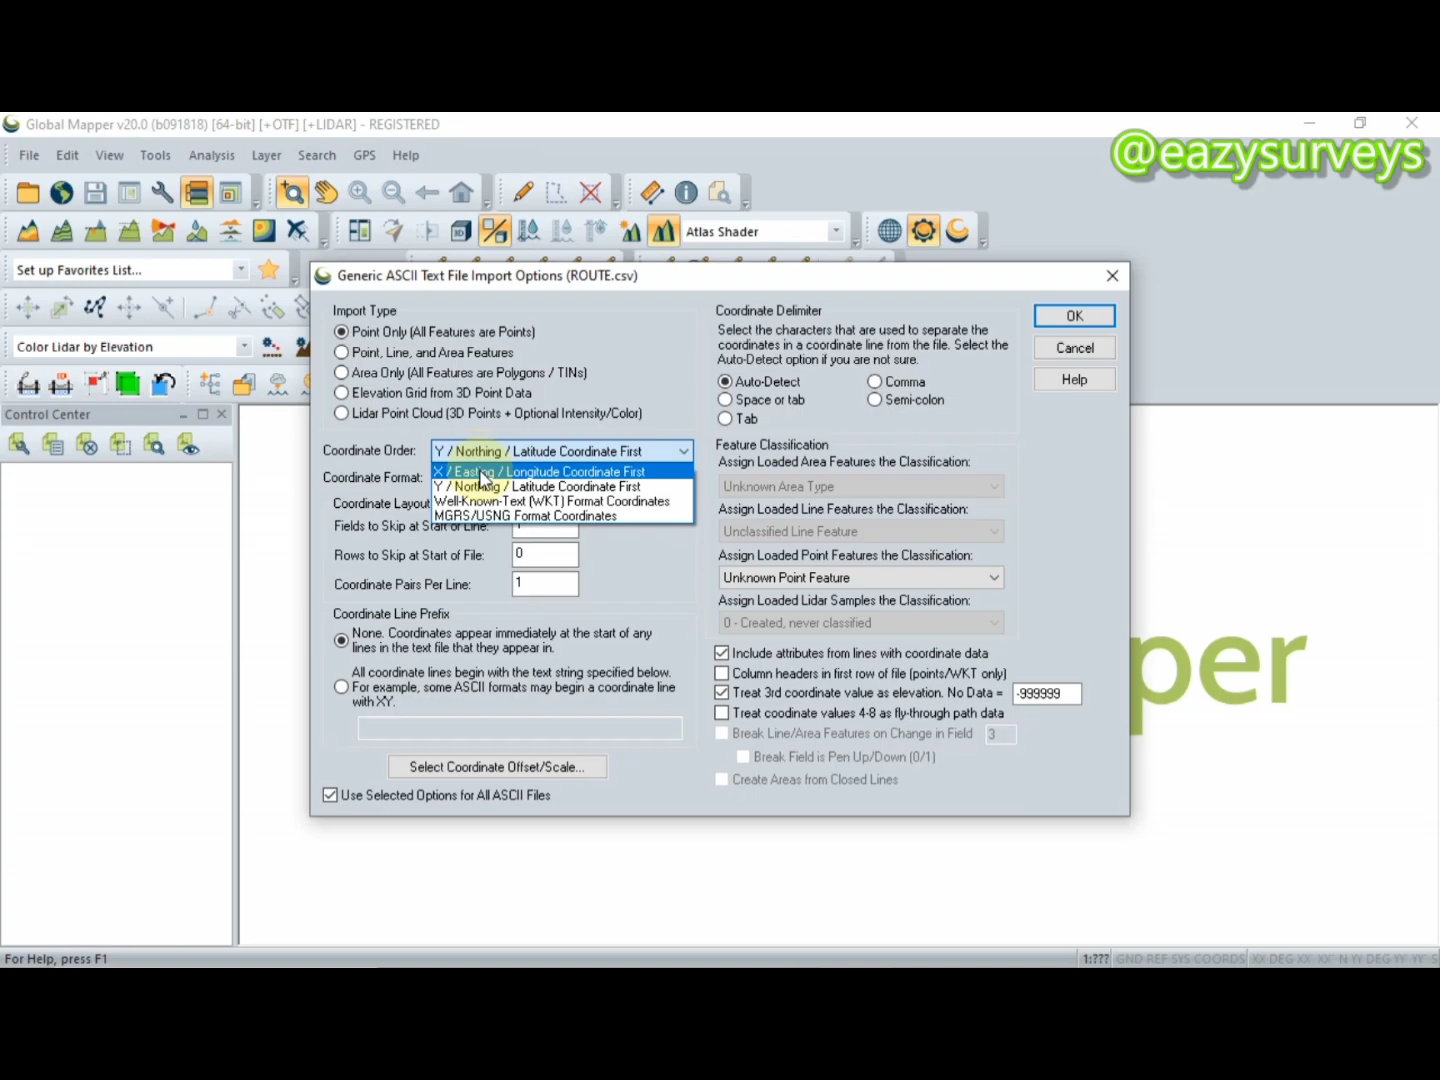 Global Mapper v20.0 (b091818) [64-bit] [+OTF] [+LIDAR] - REGISTERED
@eazysurveys
File Edit View Tools Analysis Layer Search GPS Help
Atlas Shader
Set up Favorites List...
Color Lidar by Elevation
Control Center
Generic ASCII Text File Import Options (ROUTE.csv)
Import Type
Point Only (All Features are Points)
Point, Line, and Area Features
Area Only (All Features are Polygons / TINs)
Elevation Grid from 3D Point Data
Lidar Point Cloud (3D Points + Optional Intensity/Color)
Coordinate Order: Y / Northing / Latitude Coordinate First
X / Easting / Longitude Coordinate First
Y / Northing / Latitude Coordinate First
Well-Known-Text (WKT) Format Coordinates
MGRS/USNG Format Coordinates
Coordinate Format:
Coordinate Layout
Fields to Skip at Start of Line: 1
Rows to Skip at Start of File: 0
Coordinate Pairs Per Line: 1
Coordinate Line Prefix
None. Coordinates appear immediately at the start of any
lines in the text file that they appear in.
All coordinate lines begin with the text string specified below.
For example, some ASCII formats may begin a coordinate line
with XY.
Select Coordinate Offset/Scale...
Use Selected Options for All ASCII Files
Coordinate Delimiter
Select the characters that are used to separate the
coordinates in a coordinate line from the file. Select the
Auto-Detect option if you are not sure.
Auto-Detect Comma
Space or tab Semi-colon
Tab
Feature Classification
Assign Loaded Area Features the Classification:
Unknown Area Type
Assign Loaded Line Features the Classification:
Unclassified Line Feature
Assign Loaded Point Features the Classification:
Unknown Point Feature
Assign Loaded Lidar Samples the Classification:
0 - Created, never classified
Include attributes from lines with coordinate data
Column headers in first row of file (points/WKT only)
Treat 3rd coordinate value as elevation. No Data = -999999
Treat coodinate values 4-8 as fly-through path data
Break Line/Area Features on Change in Field 3
Break Field is Pen Up/Down (0/1)
Create Areas from Closed Lines
OK
Cancel
Help
per
For Help, press F1
1:??? GND REF SYS COORDS